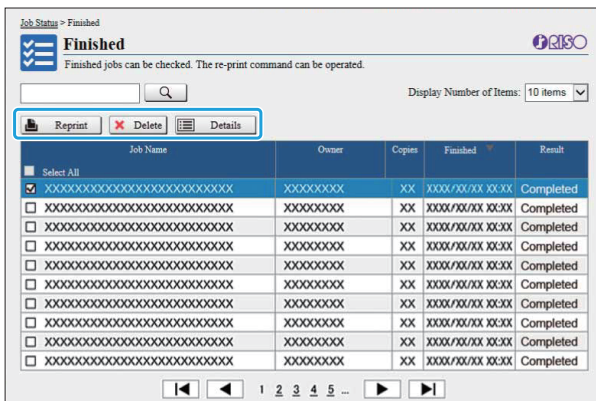 Job Status > Finished
Finished
RISO
Finished jobs can be checked. The re-print command can be operated.
Display Number of Items: 10 items
Reprint Delete Details
Job Name Owner Copies Finished Result
Select All
XXXXXXXXXXXXXXXXXXXXXXXXX XXXXXXXX XX XXXX/XX/XX XX:XX Completed
XXXXXXXXXXXXXXXXXXXXXXXXX XXXXXXXX XX XXXX/XX/XX XX:XX Completed
XXXXXXXXXXXXXXXXXXXXXXXXX XXXXXXXX XX XXXX/XX/XX XX:XX Completed
XXXXXXXXXXXXXXXXXXXXXXXXX XXXXXXXX XX XXXX/XX/XX XX:XX Completed
XXXXXXXXXXXXXXXXXXXXXXXXX XXXXXXXX XX XXXX/XX/XX XX:XX Completed
XXXXXXXXXXXXXXXXXXXXXXXXX XXXXXXXX XX XXXX/XX/XX XX:XX Completed
XXXXXXXXXXXXXXXXXXXXXXXXX XXXXXXXX XX XXXX/XX/XX XX:XX Completed
XXXXXXXXXXXXXXXXXXXXXXXXX XXXXXXXX XX XXXX/XX/XX XX:XX Completed
XXXXXXXXXXXXXXXXXXXXXXXXX XXXXXXXX XX XXXX/XX/XX XX:XX Completed
XXXXXXXXXXXXXXXXXXXXXXXXX XXXXXXXX XX XXXX/XX/XX XX:XX Completed
1 2 3 4 5 ...